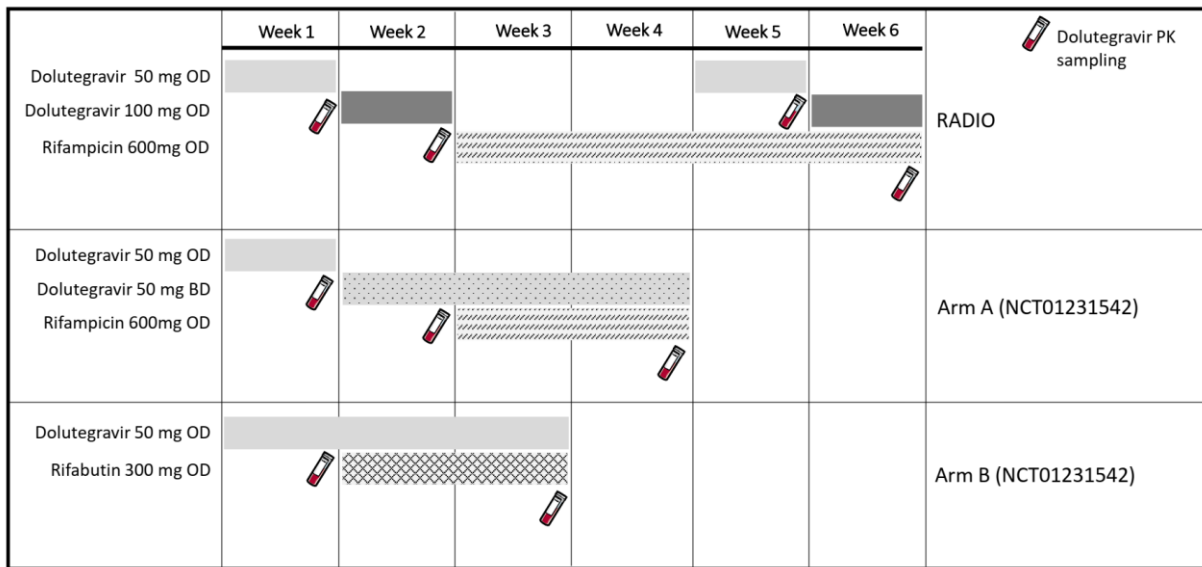 Week 1 Week 2 Week 3 Week 4 Week 5 Week 6
Dolutegravir PK
sampling
Dolutegravir 50 mg OD
Dolutegravir 100 mg OD
Rifampicin 600mg OD
RADIO
Dolutegravir 50 mg OD
Dolutegravir 50 mg BD
Rifampicin 600mg OD
Arm A (NCT01231542)
Dolutegravir 50 mg OD
Rifabutin 300 mg OD
Arm B (NCT01231542)